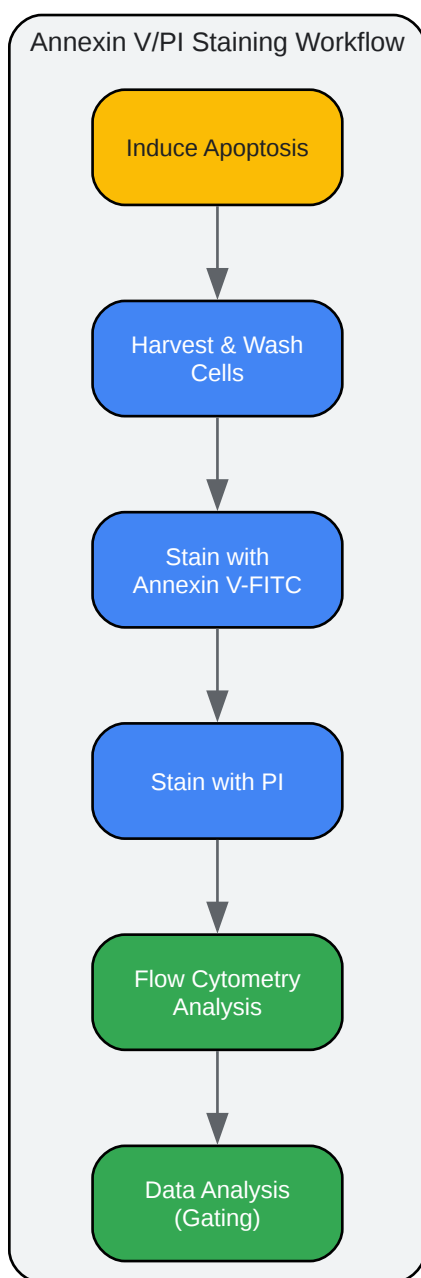 Annexin V/PI Staining Workflow
Induce Apoptosis
Harvest & Wash
Cells
Stain with
Annexin V-FITC
Stain with PI
Flow Cytometry
Analysis
Data Analysis
(Gating)